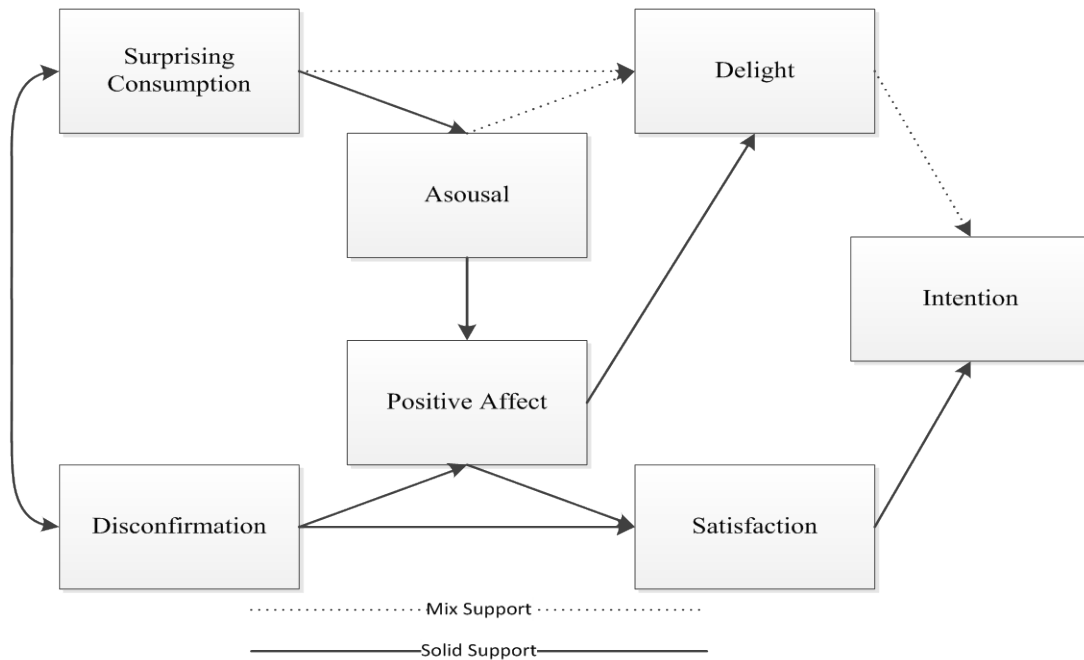 Surprising
Consumption
Delight
Asousal
Intention
Positive Affect
Disconfirmation
Satisfaction
Mix Support
Solid Support